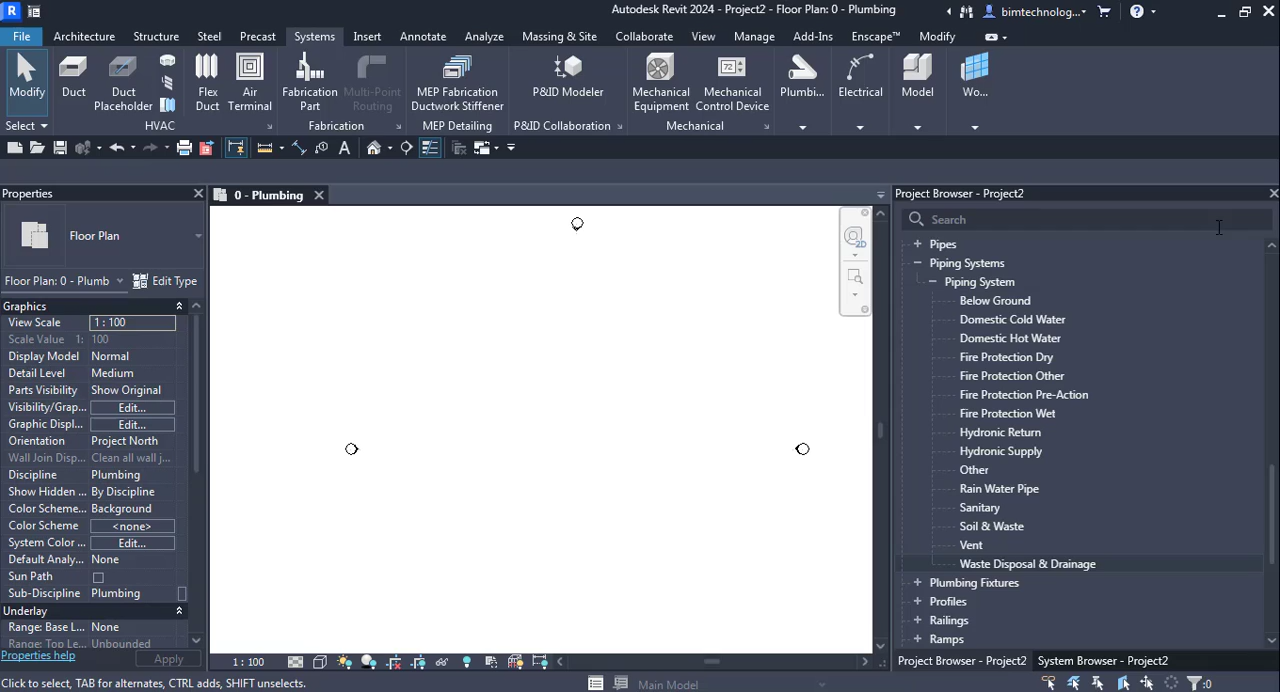 R Autodesk Revit 2024 - Project2 - Floor Plan: 0 - Plumbing bimtechnolog...
File Architecture Structure Steel Precast Systems Insert Annotate Analyze Massing & Site Collaborate View Manage Add-Ins Enscape™ Modify
Modify Duct Duct Placeholder Flex Duct Air Terminal Fabrication Part Multi-Point Routing MEP Fabrication Ductwork Stiffener P&ID Modeler Mechanical Equipment Mechanical Control Device Plumbi... Electrical Model Wo...
Select HVAC Fabrication MEP Detailing P&ID Collaboration Mechanical
Properties
Floor Plan
Floor Plan: 0 - Plumb Edit Type
Graphics
View Scale 1 : 100
Scale Value 1: 100
Display Model Normal
Detail Level Medium
Parts Visibility Show Original
Visibility/Grap... Edit...
Graphic Displ... Edit...
Orientation Project North
Wall Join Disp... Clean all wall j...
Discipline Plumbing
Show Hidden ... By Discipline
Color Scheme... Background
Color Scheme <none>
System Color ... Edit...
Default Analy... None
Sun Path
Sub-Discipline Plumbing
Underlay
Range: Base L... None
Range: Top Le... Unbounded
Properties help Apply
0 - Plumbing
2D
1 : 100
Project Browser - Project2
Search
Pipes
Piping Systems
Piping System
Below Ground
Domestic Cold Water
Domestic Hot Water
Fire Protection Dry
Fire Protection Other
Fire Protection Pre-Action
Fire Protection Wet
Hydronic Return
Hydronic Supply
Other
Rain Water Pipe
Sanitary
Soil & Waste
Vent
Waste Disposal & Drainage
Plumbing Fixtures
Profiles
Railings
Ramps
Project Browser - Project2 System Browser - Project2
Click to select, TAB for alternates, CTRL adds, SHIFT unselects. Main Model :0